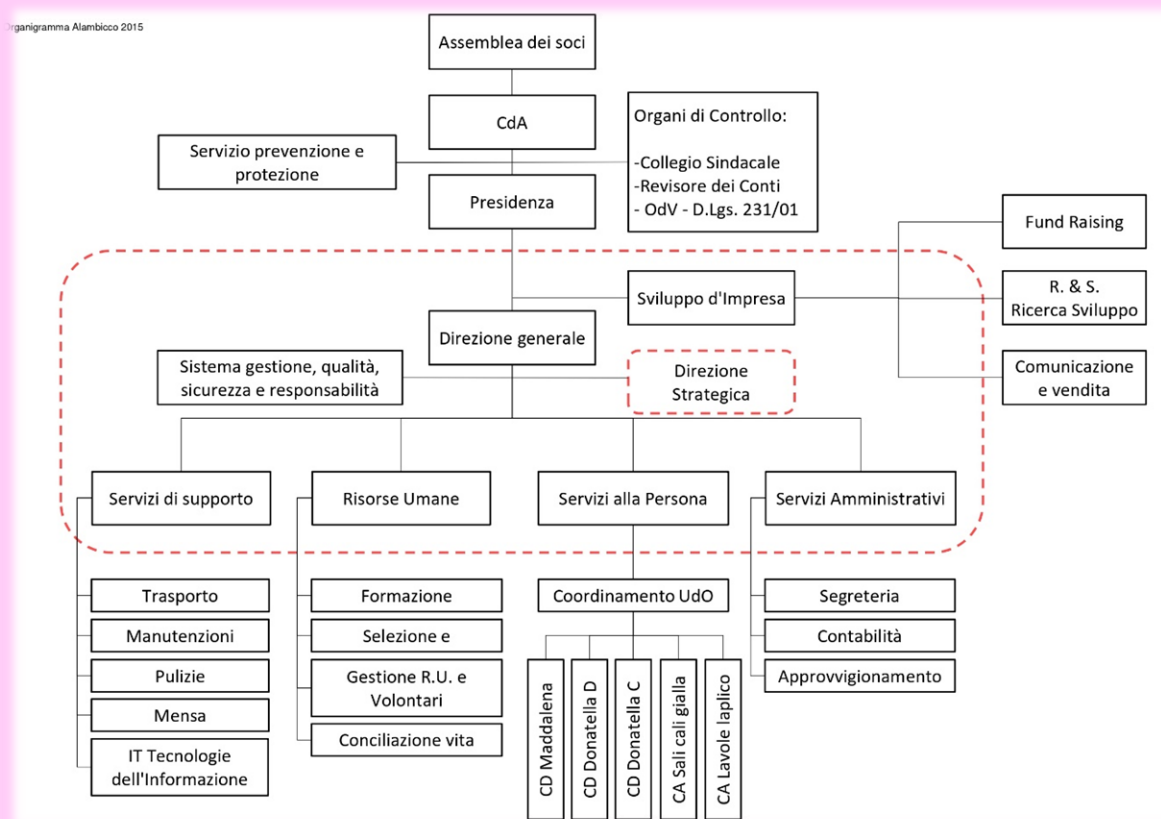 Organigramma Alambicco 2015
Assemblea dei soci
CdA
Servizio prevenzione e
protezione
Organi di Controllo:
-Collegio Sindacale
-Revisore dei Conti
- OdV - D.Lgs. 231/01
Presidenza
Fund Raising
Sviluppo d'Impresa
R. & S.
Ricerca Sviluppo
Direzione generale
Sistema gestione, qualità,
sicurezza e responsabilità
Direzione
Strategica
Comunicazione
e vendita
Servizi di supporto
Risorse Umane
Servizi alla Persona
Servizi Amministrativi
Trasporto
Manutenzioni
Pulizie
Mensa
IT Tecnologie
dell'Informazione
Formazione
Selezione e
Gestione R.U. e
Volontari
Conciliazione vita
Coordinamento UdO
CD Maddalena
CD Donatella D
CD Donatella C
CA Sali cali gialla
CA Lavole laplico
Segreteria
Contabilità
Approvvigionamento